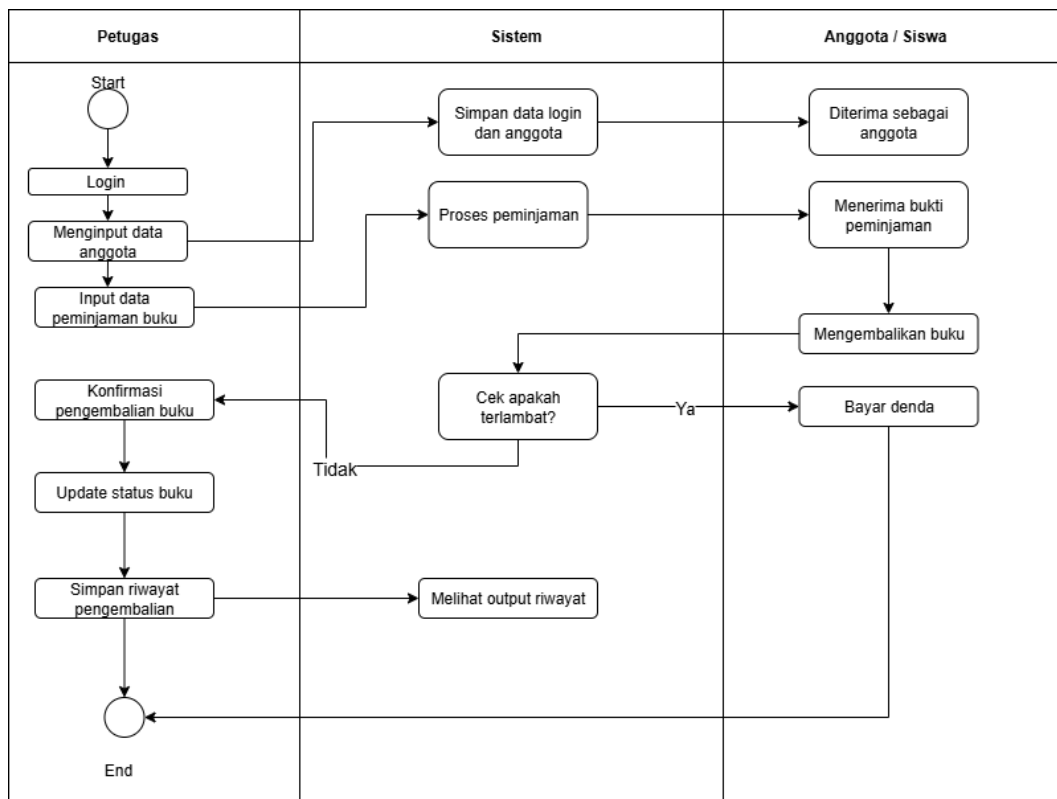 Petugas
Sistem
Anggota / Siswa
Start
Simpan data login
dan anggota
Diterima sebagai
anggota
Login
Menginput data
anggota
Proses peminjaman
Menerima bukti
peminjaman
Input data
peminjaman buku
Mengembalikan buku
Konfirmasi
pengembalian buku
Cek apakah
terlambat?
Ya
Bayar denda
Tidak
Update status buku
Simpan riwayat
pengembalian
Melihat output riwayat
End